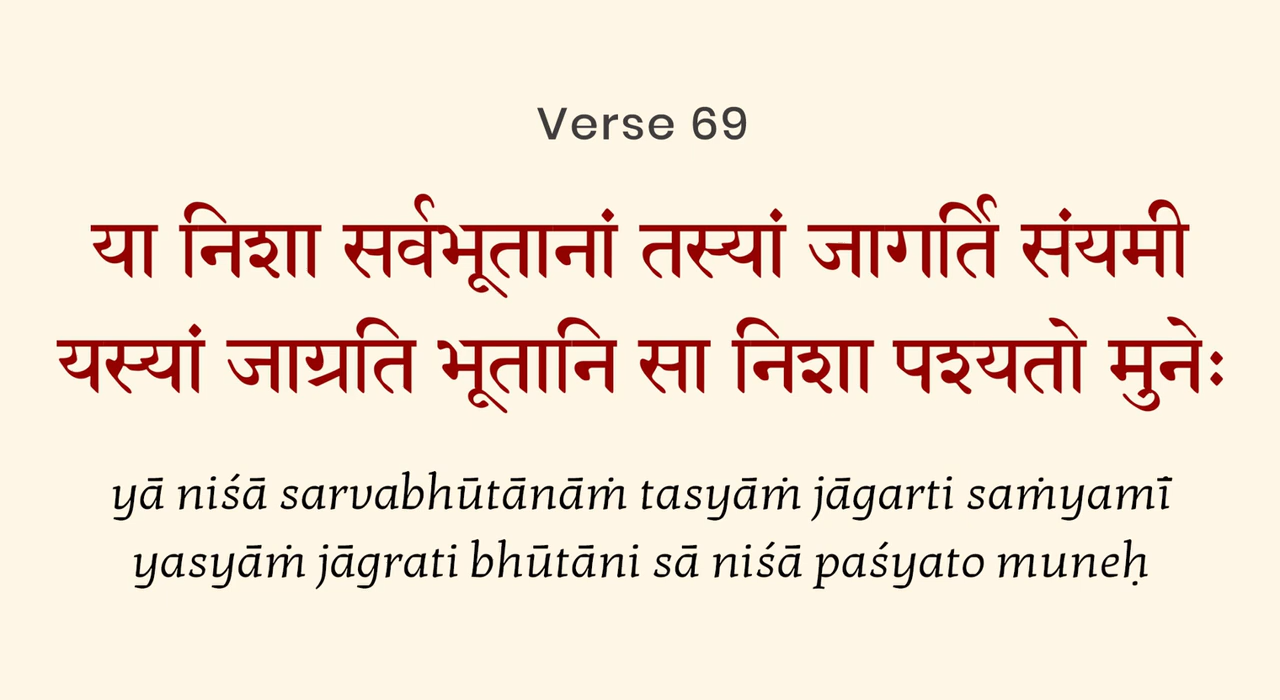 Verse 69
या निशा सर्वभूतानां तस्यां जागर्ति संयमी
यस्यां जाग्रति भूतानि सा निशा पश्यतो मुनेः
yā niśā sarvabhūtānāṁ tasyāṁ jāgarti saṁyamī
yasyāṁ jāgrati bhūtāni sā niśā paśyato muneḥ